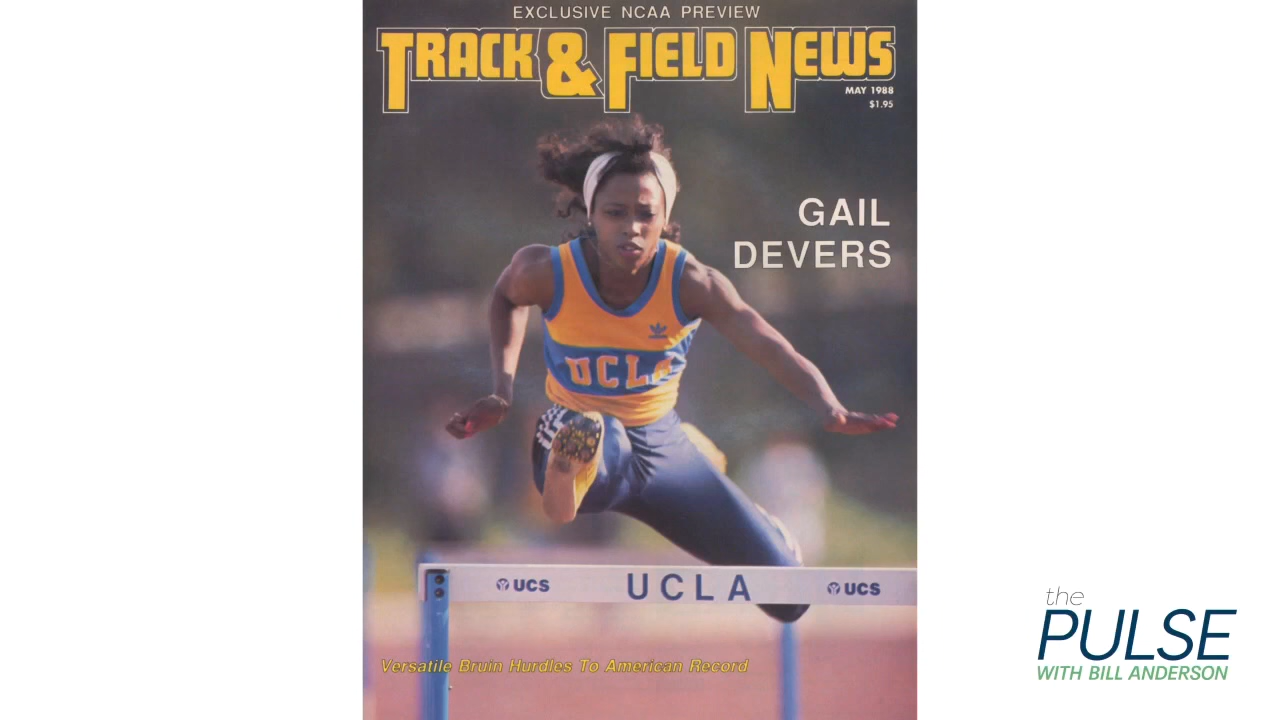 EXCLUSIVE NCAA PREVIEW
TRACK & FIELD NEWS
MAY 1988
$1.95
GAIL
DEVERS
UCLA
UCS UCLA UCS
Versatile Bruin Hurdles To American Record
the
PULSE
WITH BILL ANDERSON